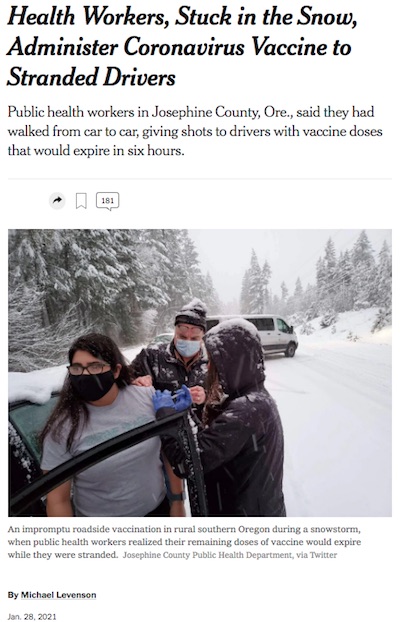 Health Workers, Stuck in the Snow,
Administer Coronavirus Vaccine to
Stranded Drivers
Public health workers in Josephine County, Ore., said they had
walked from car to car, giving shots to drivers with vaccine doses
that would expire in six hours.
181
An impromptu roadside vaccination in rural southern Oregon during a snowstorm,
when public health workers realized their remaining doses of vaccine would expire
while they were stranded. Josephine County Public Health Department, via Twitter
By Michael Levenson
Jan. 28, 2021